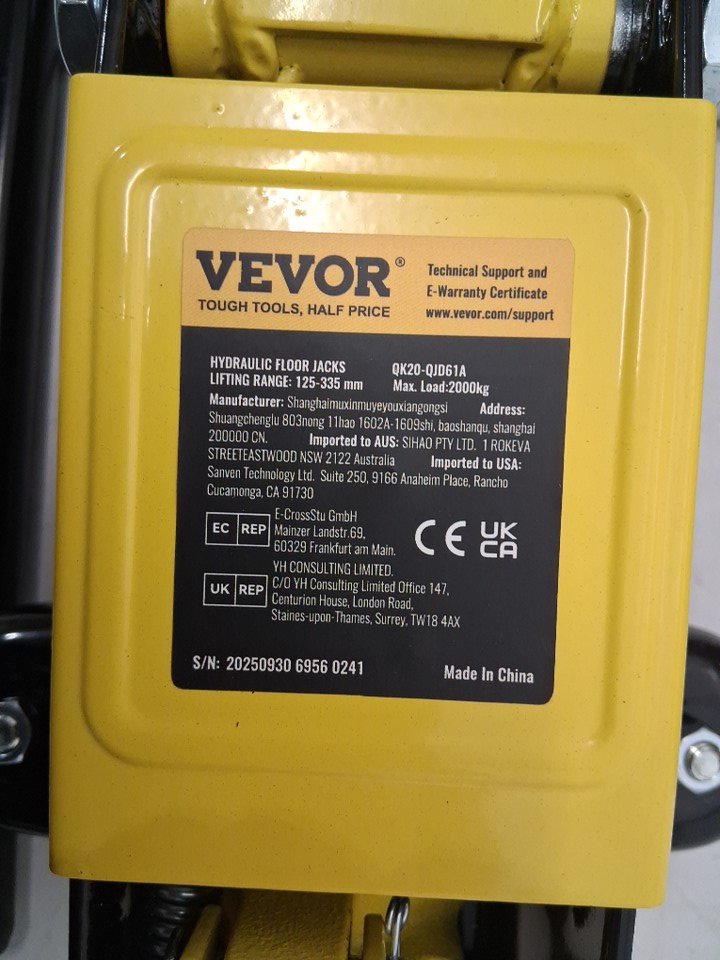 VEVOR®
TOUGH TOOLS, HALF PRICE
Technical Support and
E-Warranty Certificate
www.vevor.com/support
HYDRAULIC FLOOR JACKS QK20-QJD61A
LIFTING RANGE: 125-335 mm Max. Load:2000kg
Manufacturer: Shanghaimuxinmuyeyouxiangongsi Address:
Shuangchenglu 803nong 11hao 1602A-1609shi, baoshanqu, shanghai
200000 CN. Imported to AUS: SIHAO PTY LTD. 1 ROKEVA
STREETEASTWOOD NSW 2122 Australia Imported to USA:
Sanven Technology Ltd. Suite 250, 9166 Anaheim Place, Rancho
Cucamonga, CA 91730
EC REP
E-CrossStu GmbH
Mainzer Landstr.69,
60329 Frankfurt am Main.
CE UK
CA
UK REP
YH CONSULTING LIMITED.
C/O YH Consulting Limited Office 147,
Centurion House, London Road,
Staines-upon-Thames, Surrey, TW18 4AX
S/N: 20250930 6956 0241
Made In China